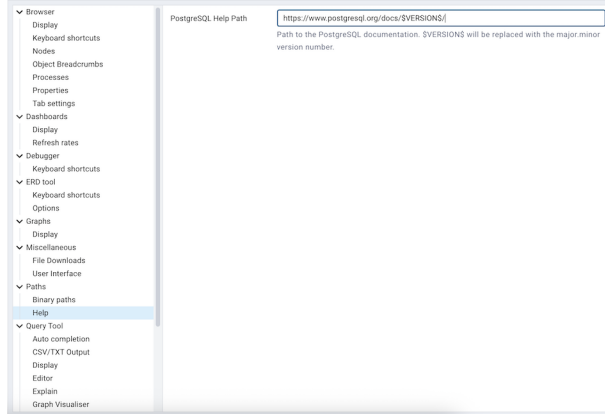 Browser
Display
Keyboard shortcuts
Nodes
Object Breadcrumbs
Processes
Properties
Tab settings
Dashboards
Display
Refresh rates
Debugger
Keyboard shortcuts
ERD tool
Keyboard shortcuts
Options
Graphs
Display
Miscellaneous
File Downloads
User Interface
Paths
Binary paths
Help
Query Tool
Auto completion
CSV/TXT Output
Display
Editor
Explain
Graph Visualiser
PostgreSQL Help Path
https://www.postgresql.org/docs/$VERSION$/
Path to the PostgreSQL documentation. $VERSION$ will be replaced with the major.minor
version number.